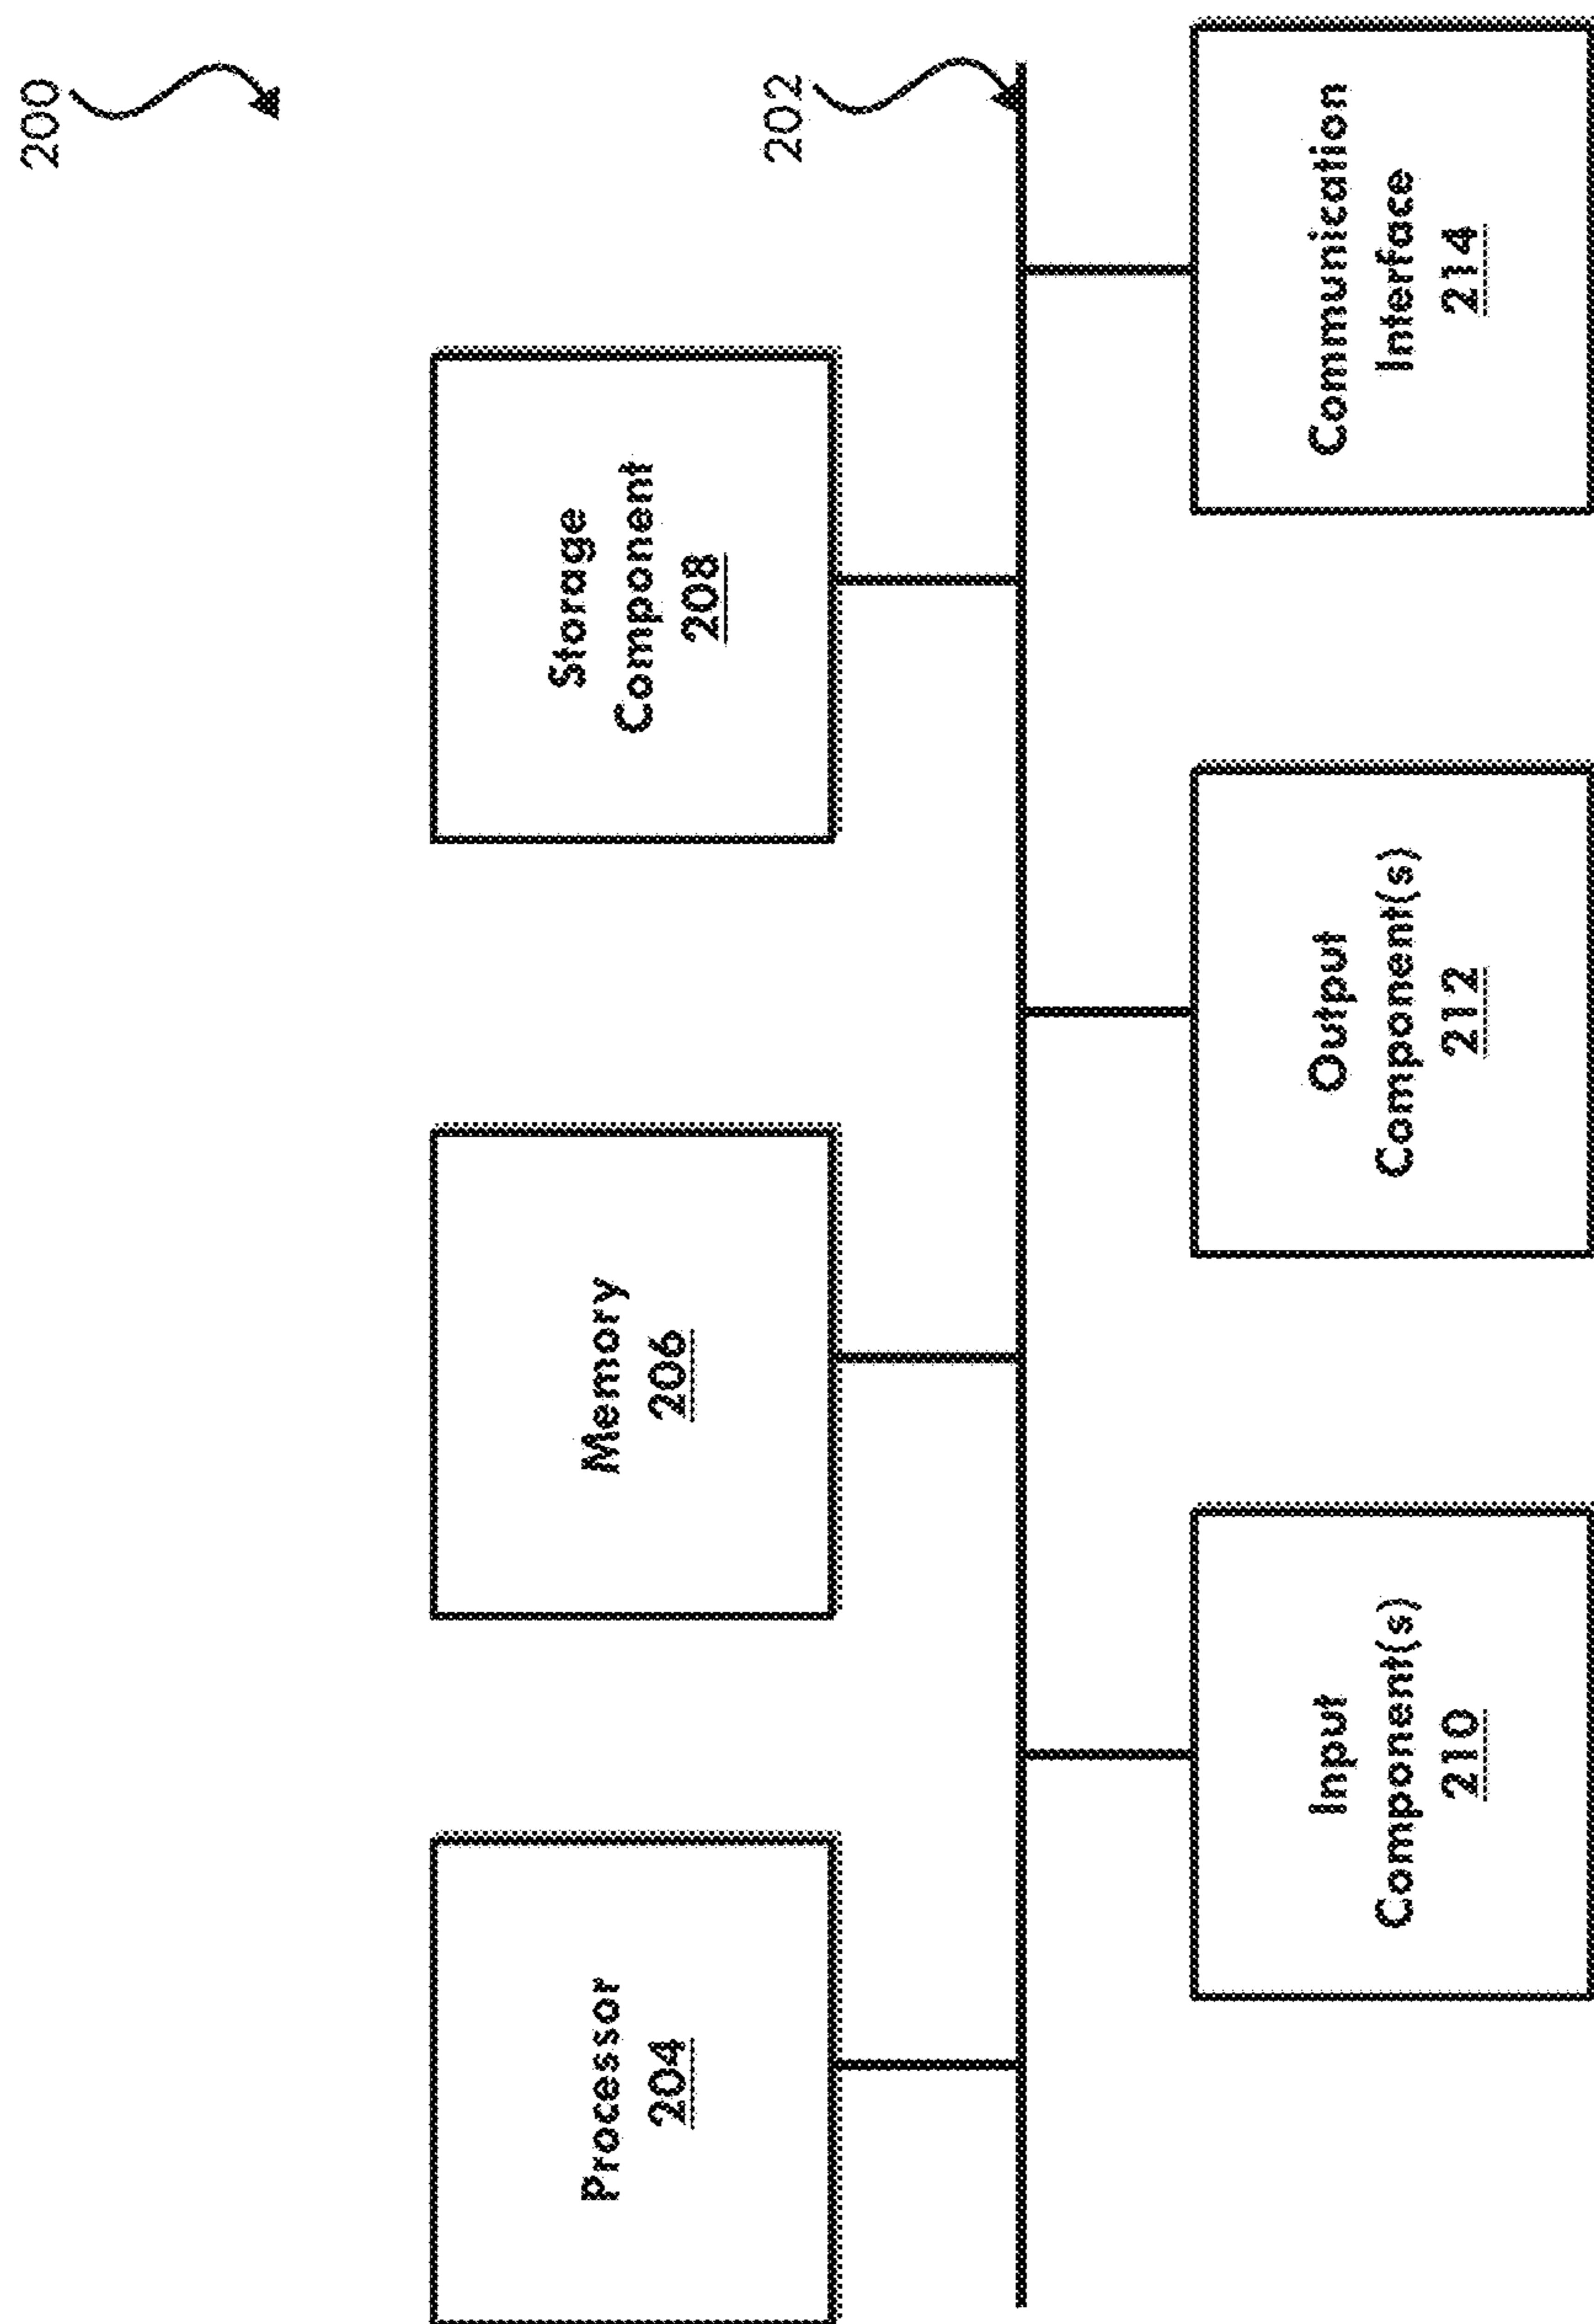 200
Processor
204
Memory
206
Storage
Component
208
202
Input
Component(s)
210
Output
Component(s)
212
Communication
Interface
214